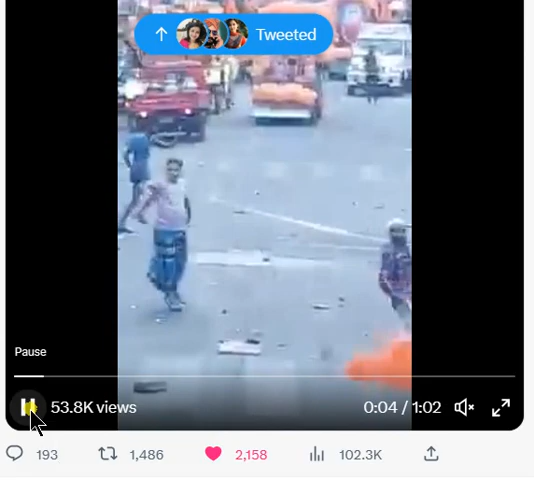 Tweeted
Pause
53.8K views
0:04 / 1:02
193 1,486 2,158 102.3K